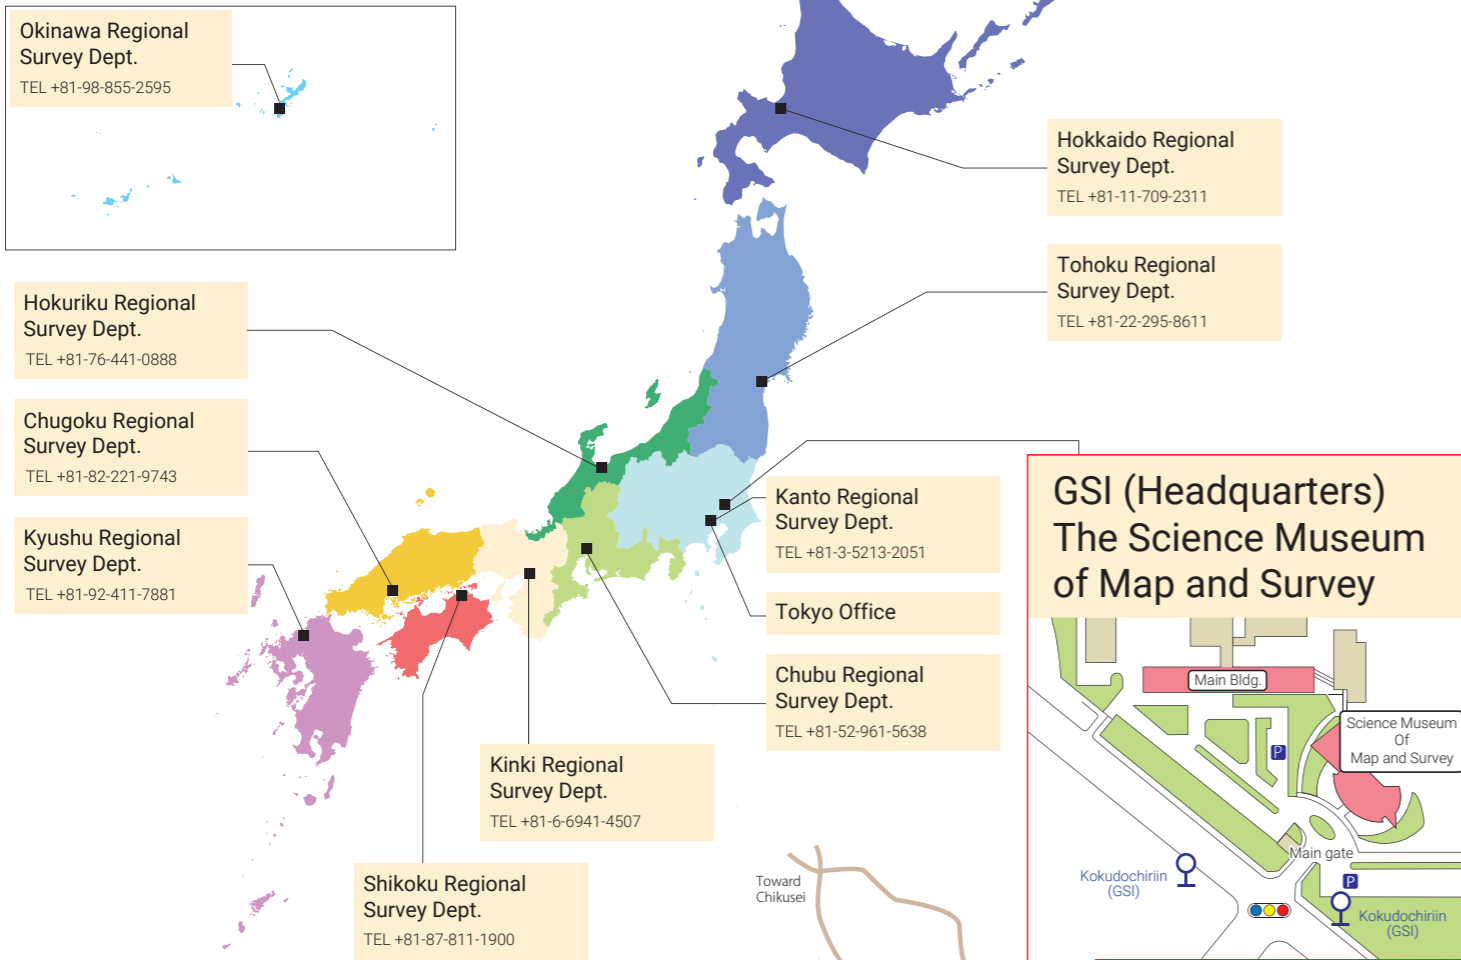 Okinawa Regional
Survey Dept.
TEL +81-98-855-2595
Hokkaido Regional
Survey Dept.
TEL +81-11-709-2311
Tohoku Regional
Survey Dept.
TEL +81-22-295-8611
Hokuriku Regional
Survey Dept.
TEL +81-76-441-0888
Chugoku Regional
Survey Dept.
TEL +81-82-221-9743
Kyushu Regional
Survey Dept.
TEL +81-92-411-7881
Kanto Regional
Survey Dept.
TEL +81-3-5213-2051
Tokyo Office
Chubu Regional
Survey Dept.
TEL +81-52-961-5638
Kinki Regional
Survey Dept.
TEL +81-6-6941-4507
Shikoku Regional
Survey Dept.
TEL +81-87-811-1900
Toward
Chikusei
GSI (Headquarters)
The Science Museum
of Map and Survey
Main Bldg.
Science Museum
Of
Map and Survey
P
Main gate
P
Kokudochiriin
(GSI)
Kokudochiriin
(GSI)